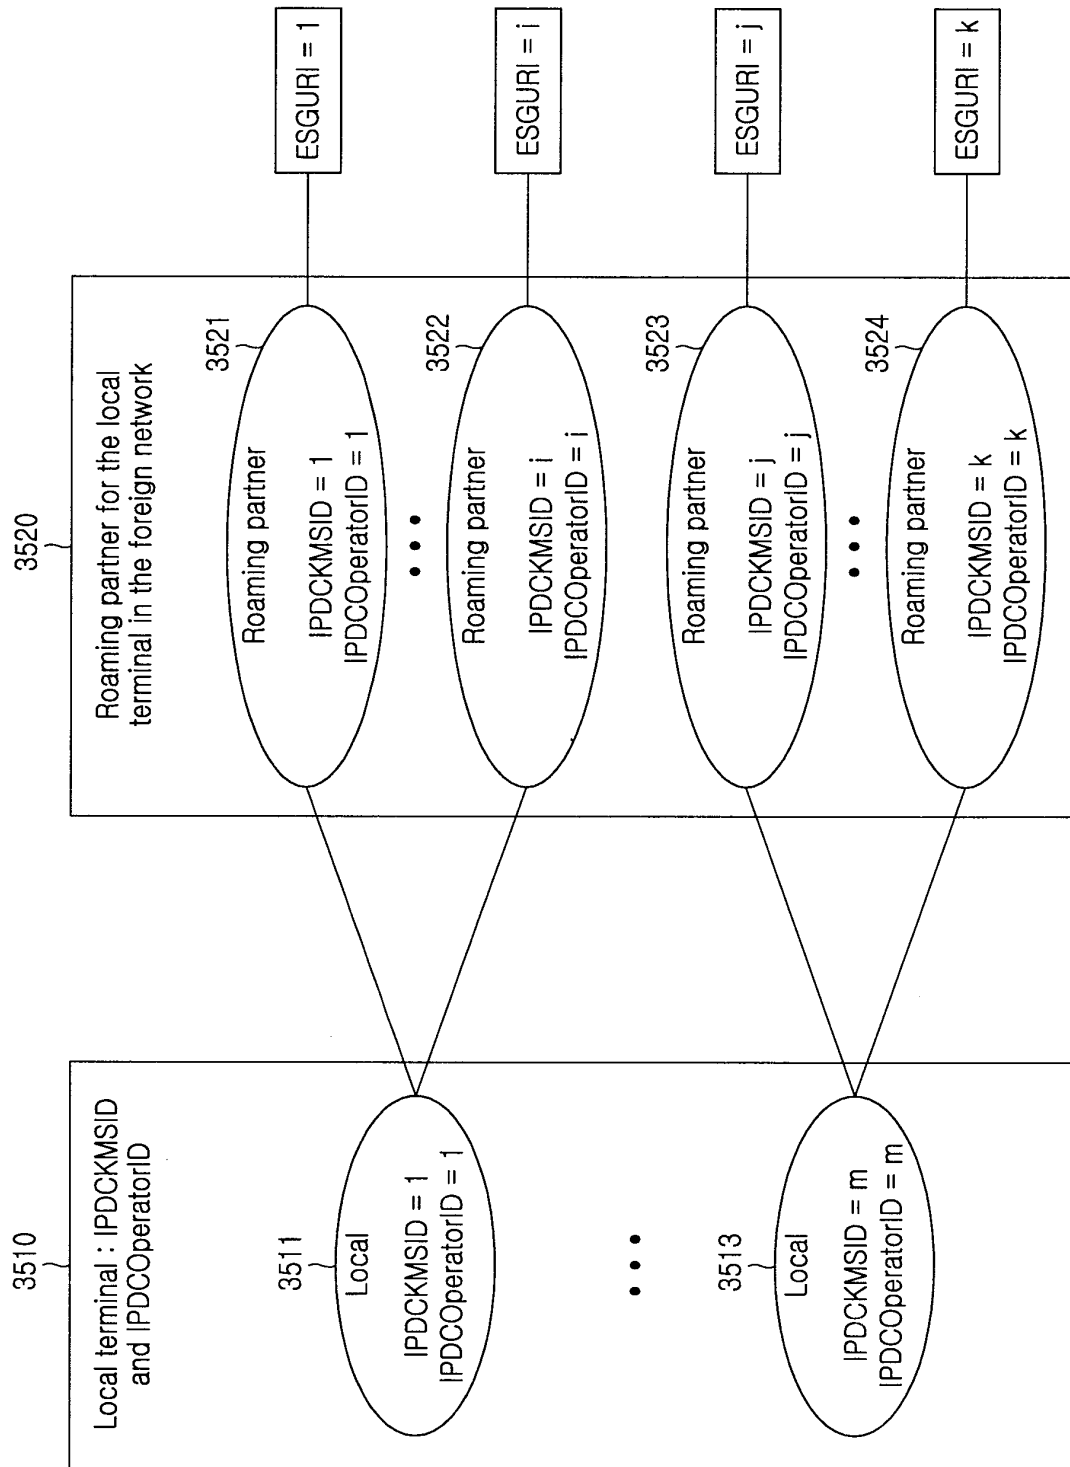 3510
Local terminal : IPDCKMSID
and IPDCOperatorID
3511
Local
IPDCKMSID = 1
IPDCOperatorID = 1
3513
Local
IPDCKMSID = m
IPDCOperatorID = m
3520
Roaming partner for the local
terminal in the foreign network
3521
Roaming partner
IPDCKMSID = 1
IPDCOperatorID = 1
3522
Roaming partner
IPDCKMSID = i
IPDCOperatorID = i
3523
Roaming partner
IPDCKMSID = j
IPDCOperatorID = j
3524
Roaming partner
IPDCKMSID = k
IPDCOperatorID = k
ESGURI = 1
ESGURI = i
ESGURI = j
ESGURI = k